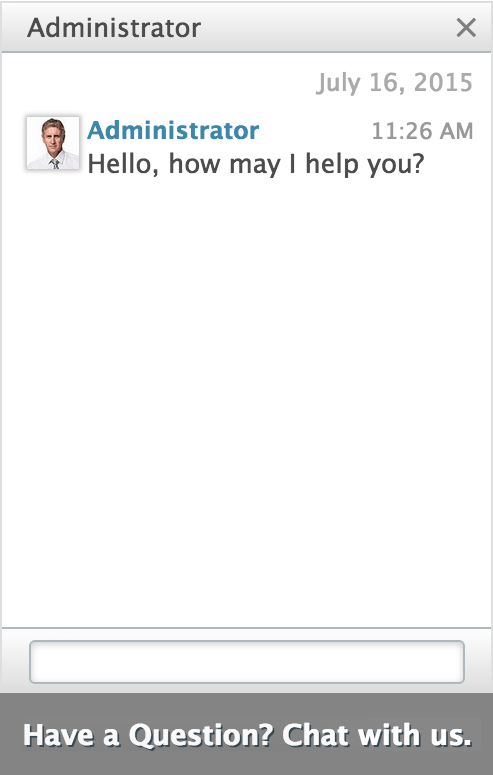 Administrator
July 16, 2015
Administrator 11:26 AM
Hello, how may I help you?
Have a Question? Chat with us.